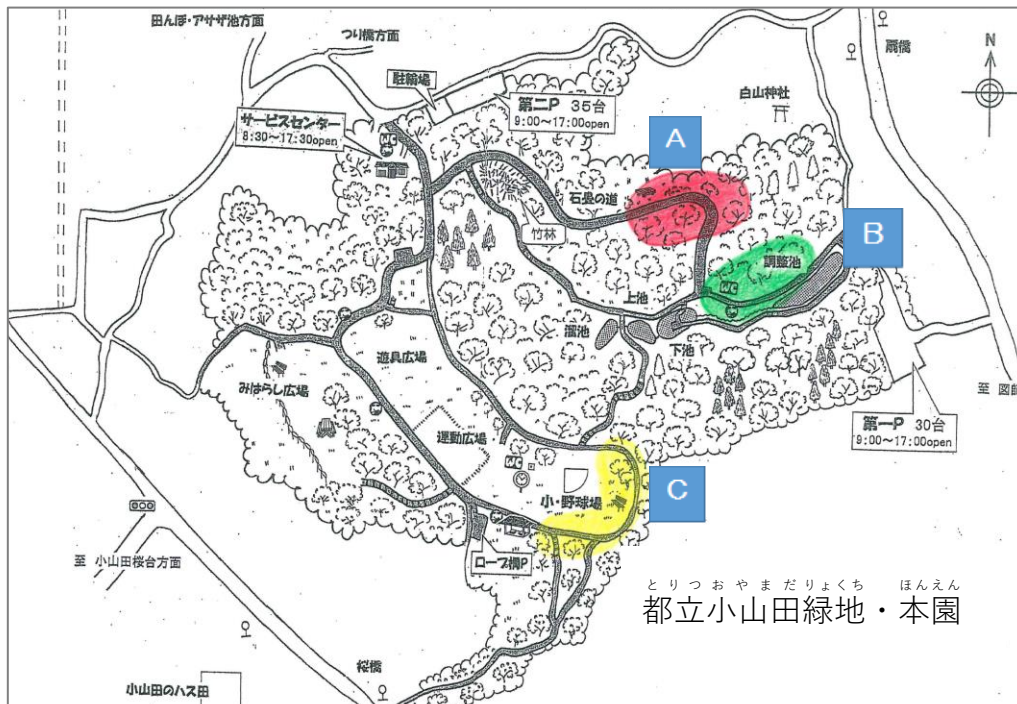 田んぼ・アサザ池方面
つり橋方面
扇橋
N
駐輪場
第二P 35台
9:00～17:00open
白山神社
サービスセンター
8:30～17:30open
WC
A
石畳の道
竹林
B
調整池
WC
上池
溜池
下池
遊具広場
みはらし広場
至 図師
第一P 30台
9:00～17:00open
運動広場
WC
小・野球場
C
至 小山田桜台方面
ロープ柵P
とりつおやまだりょくち ほんえん
都立小山田緑地・本園
桜橋
小山田のハス田